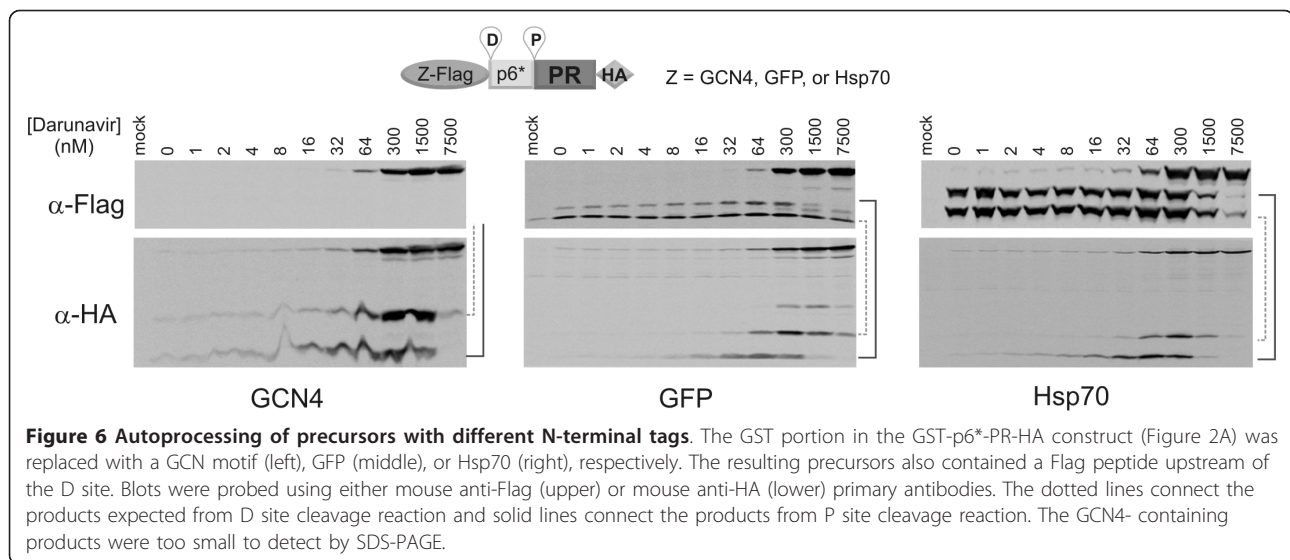 D P
Z-Flag p6* PR HA Z = GCN4, GFP, or Hsp70
[Darunavir]
(nM)
mock 0 1 2 4 8 16 32 64 300 1500 7500
mock 0 1 2 4 8 16 32 64 300 1500 7500
mock 0 1 2 4 8 16 32 64 300 1500 7500
α-Flag
α-HA
GCN4 GFP Hsp70
Figure 6 Autoprocessing of precursors with different N-terminal tags. The GST portion in the GST-p6*-PR-HA construct (Figure 2A) was
replaced with a GCN motif (left), GFP (middle), or Hsp70 (right), respectively. The resulting precursors also contained a Flag peptide upstream of
the D site. Blots were probed using either mouse anti-Flag (upper) or mouse anti-HA (lower) primary antibodies. The dotted lines connect the
products expected from D site cleavage reaction and solid lines connect the products from P site cleavage reaction. The GCN4- containing
products were too small to detect by SDS-PAGE.